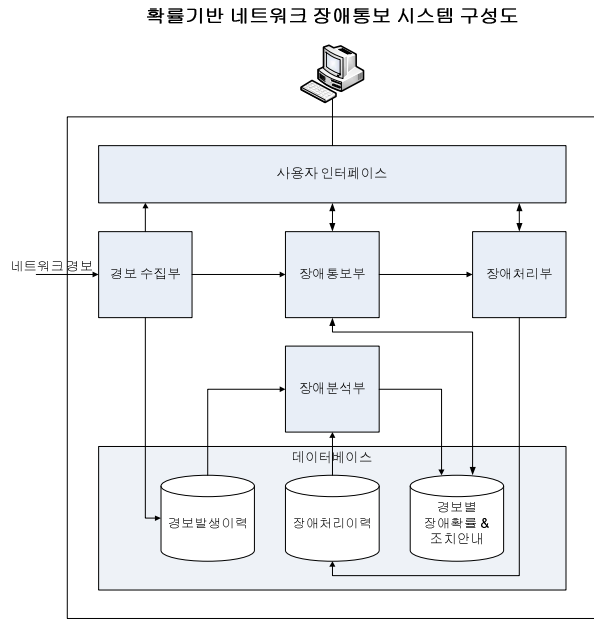 확률기반 네트워크 장애통보 시스템 구성도
사용자 인터페이스
네트워크 경보
경보 수집부
장애통보부
장애처리부
장애분석부
데이터베이스
경보발생이력
장애처리이력
경보별
장애확률 &
조치안내